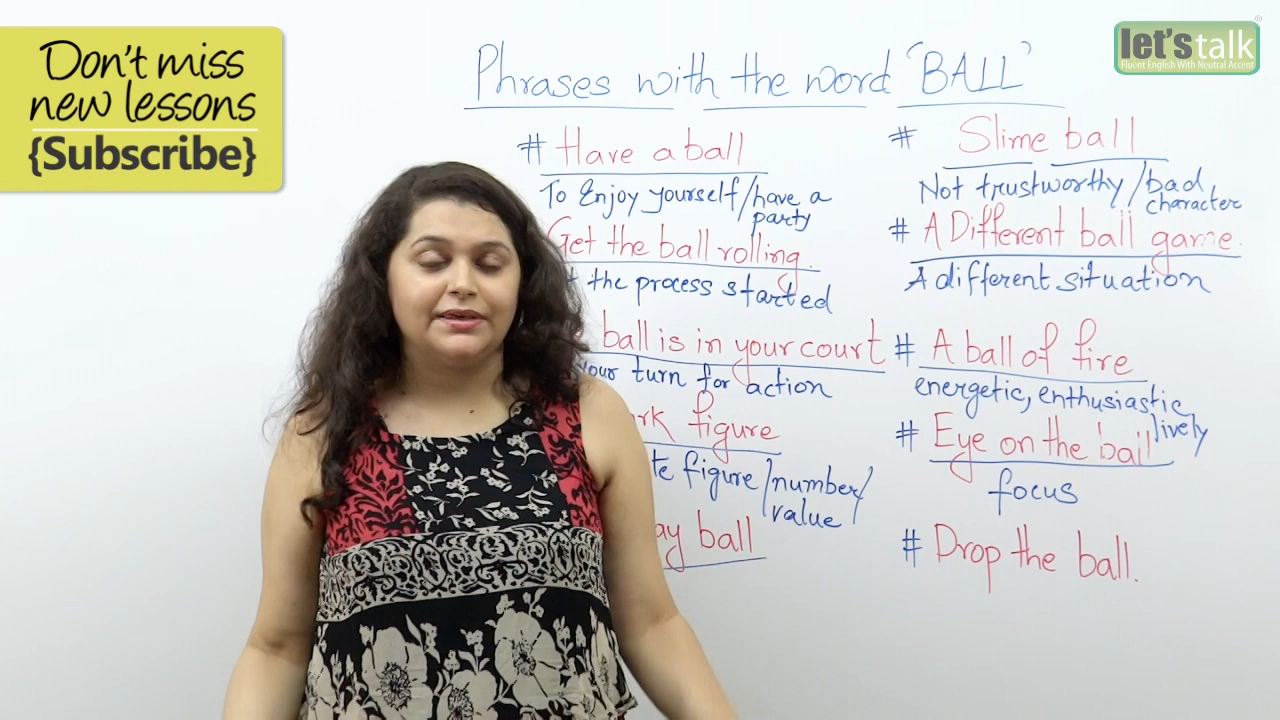 Don't miss
new lessons
{Subscribe}
let'stalk®
Fluent English With Neutral Accent
Phrases with the word 'BALL'
# Have a ball
To Enjoy yourself/have a
party
Get the ball rolling.
the process started
ball is in your court
your turn for action
figure
figure/number/
value
ball
# Slime ball
Not trustworthy/bad
character
# A Different ball game.
A different situation
# A ball of fire
energetic, enthusiastic,
lively
# Eye on the ball
focus
# Drop the ball.